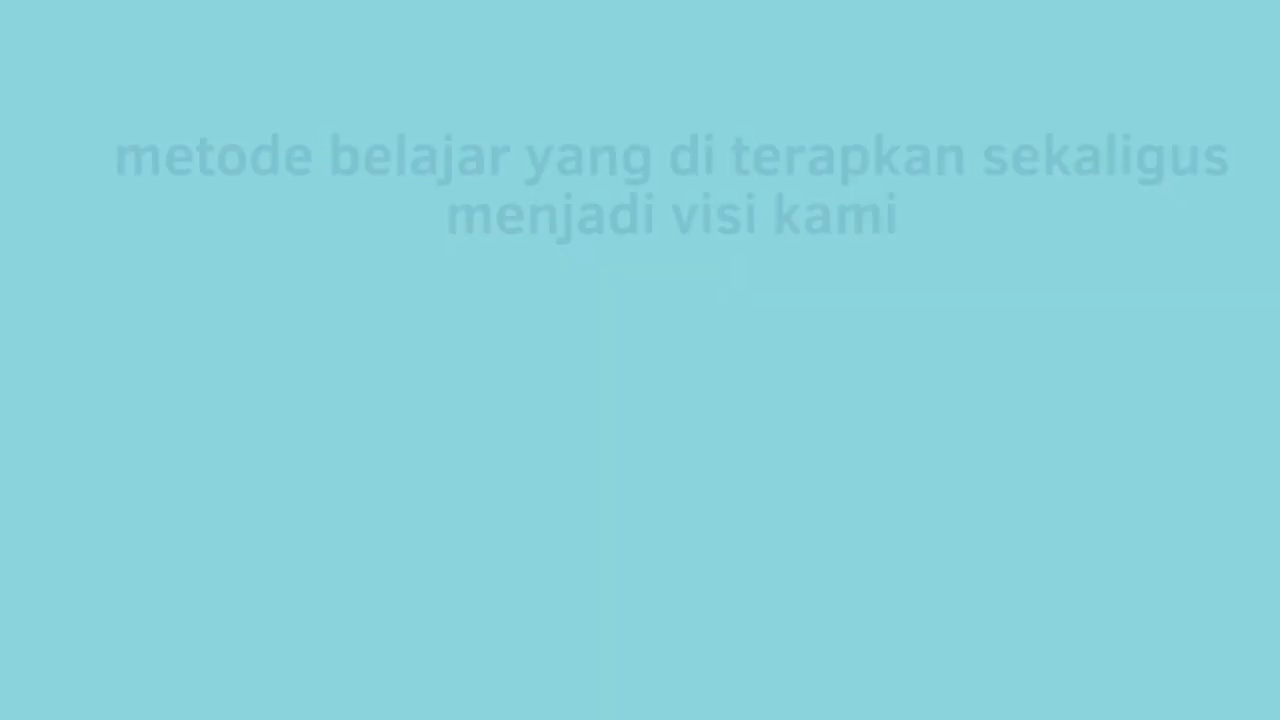 metode belajar yang di terapkan sekaligus
menjadi visi kami